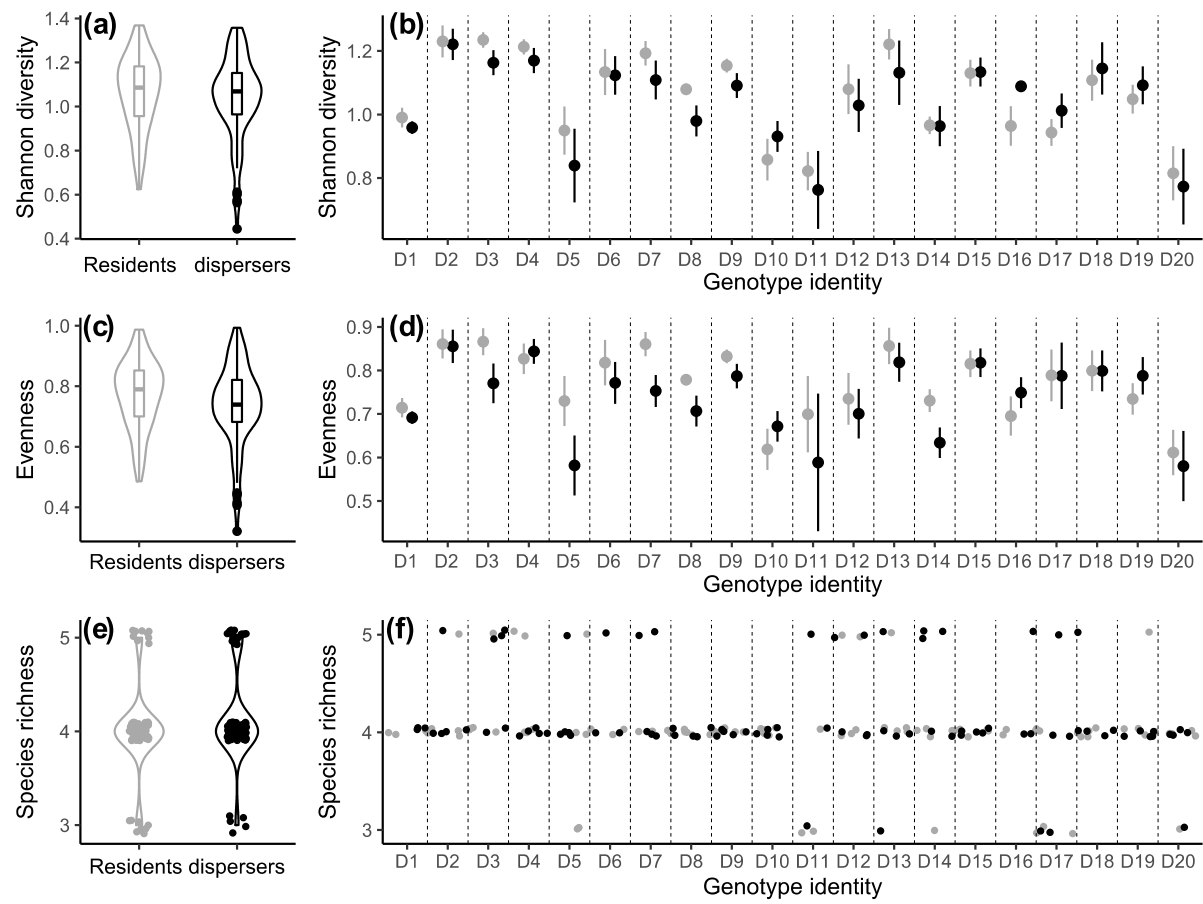 (a)
Shannon diversity
1.4
1.2
1.0
0.8
0.6
0.4
Residents dispersers
(b)
Shannon diversity
1.2
1.0
0.8
D1 D2 D3 D4 D5 D6 D7 D8 D9 D10 D11 D12 D13 D14 D15 D16 D17 D18 D19 D20
Genotype identity
(c)
Evenness
1.0
0.8
0.6
0.4
Residents dispersers
(d)
Evenness
0.9
0.8
0.7
0.6
0.5
D1 D2 D3 D4 D5 D6 D7 D8 D9 D10 D11 D12 D13 D14 D15 D16 D17 D18 D19 D20
Genotype identity
(e)
Species richness
5
4
3
Residents dispersers
(f)
Species richness
5
4
3
D1 D2 D3 D4 D5 D6 D7 D8 D9 D10 D11 D12 D13 D14 D15 D16 D17 D18 D19 D20
Genotype identity